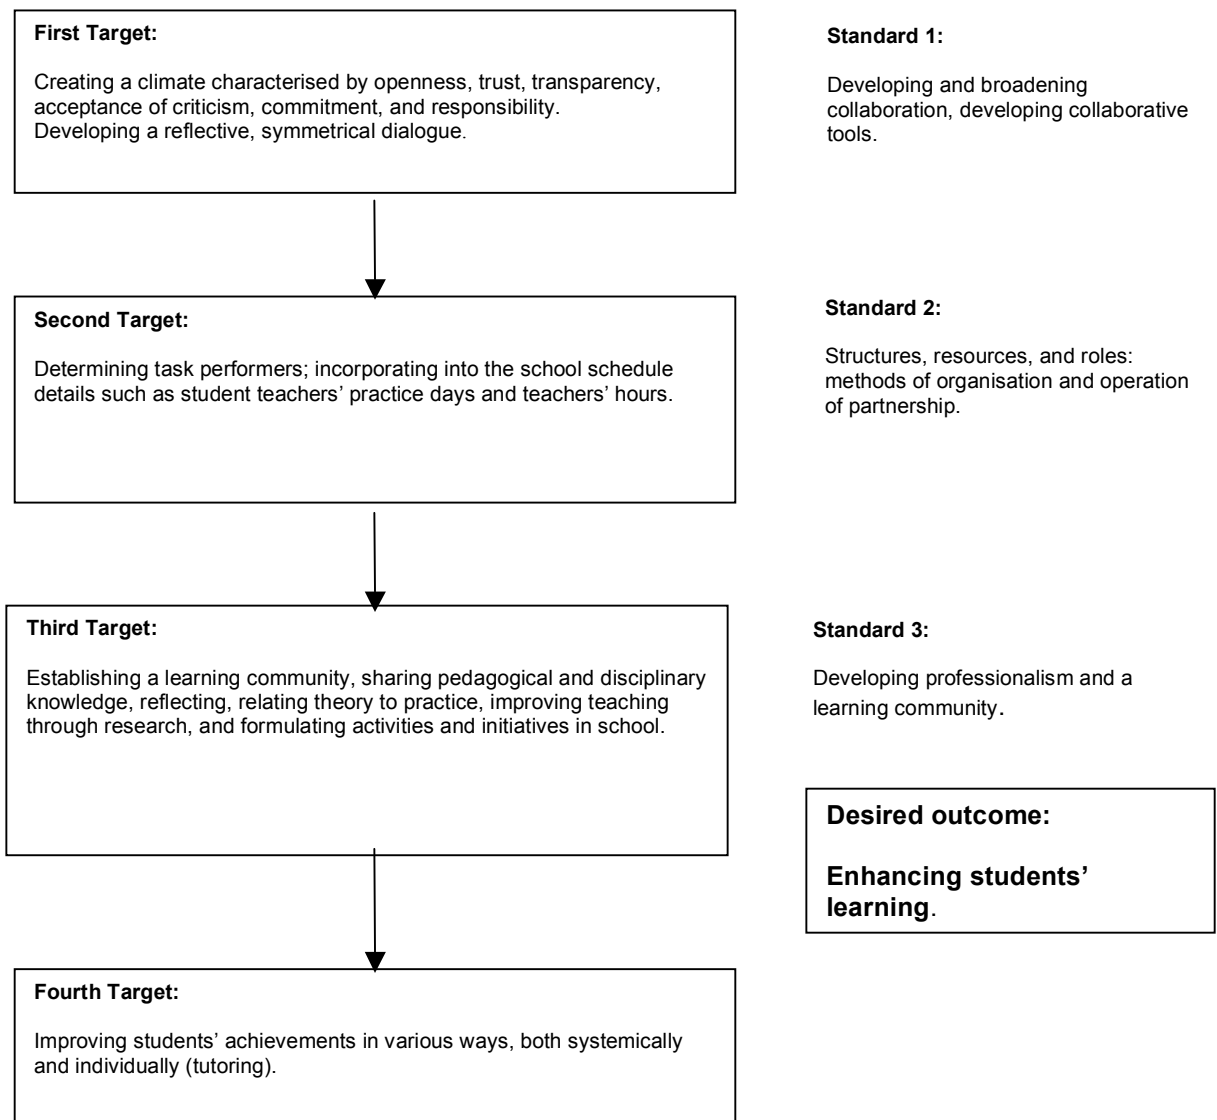 First Target:
Creating a climate characterised by openness, trust, transparency,
acceptance of criticism, commitment, and responsibility.
Developing a reflective, symmetrical dialogue.
Standard 1:
Developing and broadening
collaboration, developing collaborative
tools.
Second Target:
Determining task performers; incorporating into the school schedule
details such as student teachers’ practice days and teachers’ hours.
Standard 2:
Structures, resources, and roles:
methods of organisation and operation
of partnership.
Third Target:
Establishing a learning community, sharing pedagogical and disciplinary
knowledge, reflecting, relating theory to practice, improving teaching
through research, and formulating activities and initiatives in school.
Standard 3:
Developing professionalism and a
learning community.
Desired outcome:
Enhancing students’
learning.
Fourth Target:
Improving students’ achievements in various ways, both systemically
and individually (tutoring).